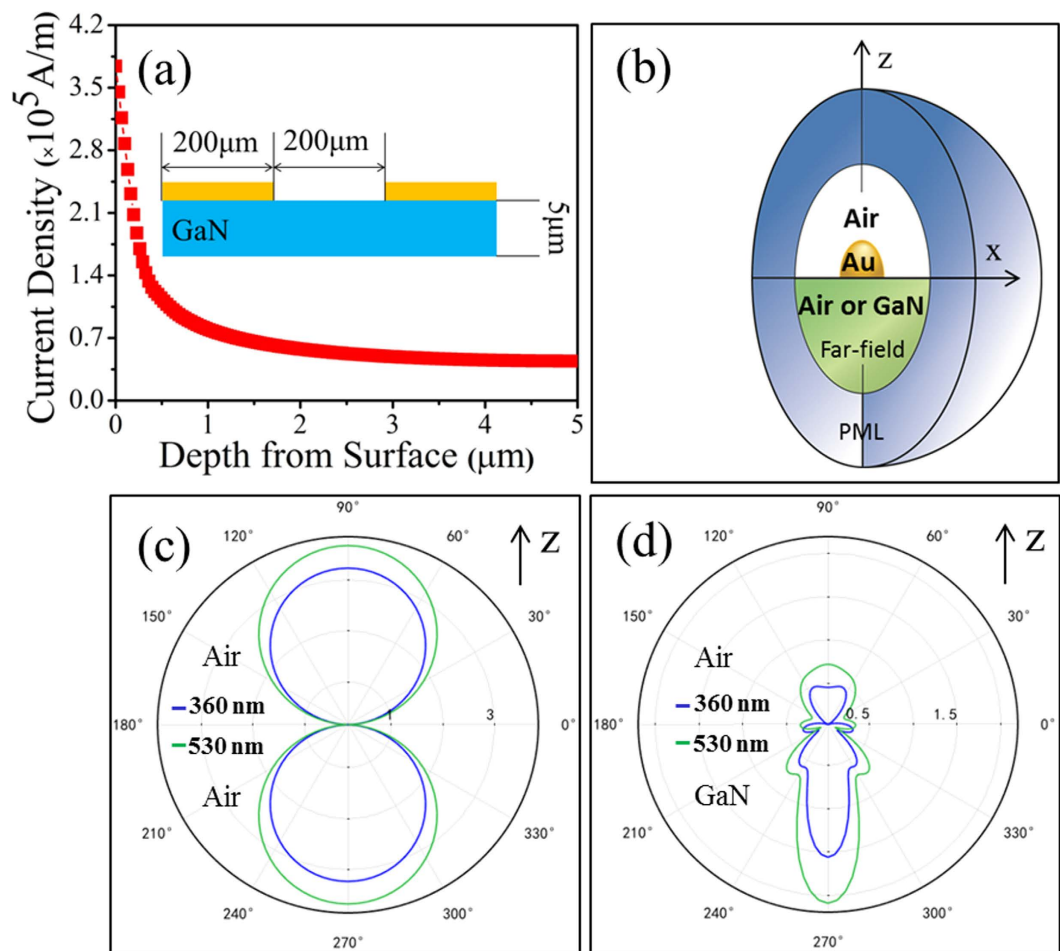 (a)
Current Density (×10⁵ A/m)
4.2
3.5
2.8
2.1
1.4
0.7
0.0
200μm 200μm
GaN
5μm
0 1 2 3 4 5
Depth from Surface (μm)
(b)
z
x
Air
Au
Air or GaN
Far-field
PML
(c)
z
90°
120° 60°
150° 30°
Air
360 nm
180° 1 3 0°
530 nm
Air
210° 330°
240° 300°
270°
(d)
z
90°
120° 60°
150° 30°
Air
360 nm
180° 0.5 1.5 0°
530 nm
GaN
210° 330°
240° 300°
270°